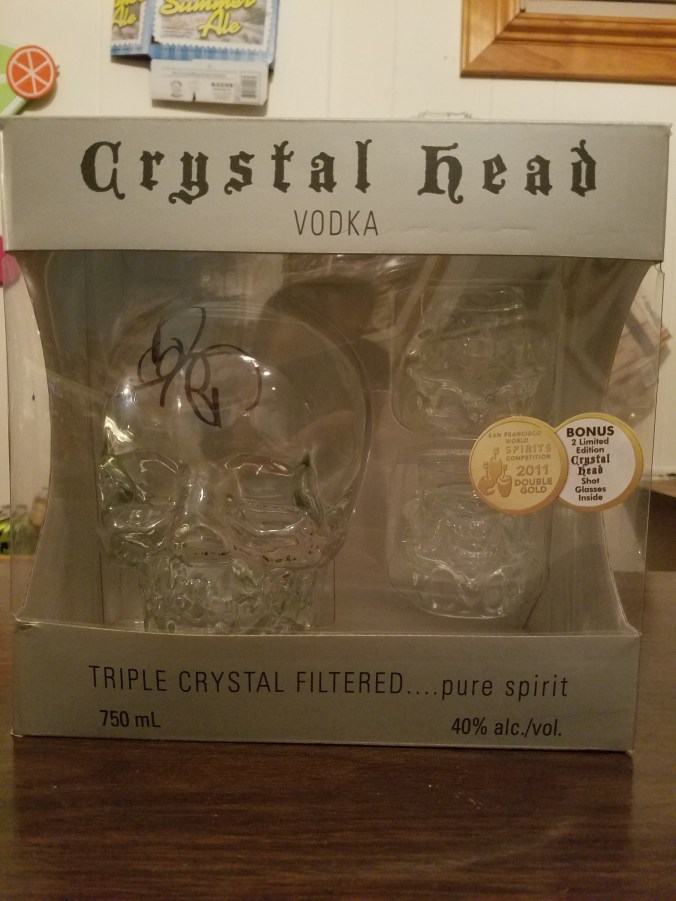 Summer
Ale
Ale
Crystal Head
VODKA
SAN FRANCISCO
WORLD
SPIRITS
COMPETITION
2011
DOUBLE
GOLD
BONUS
2 Limited
Edition
Crystal
Head
Shot
Glasses
Inside
TRIPLE CRYSTAL FILTERED....pure spirit
750 mL
40% alc./vol.